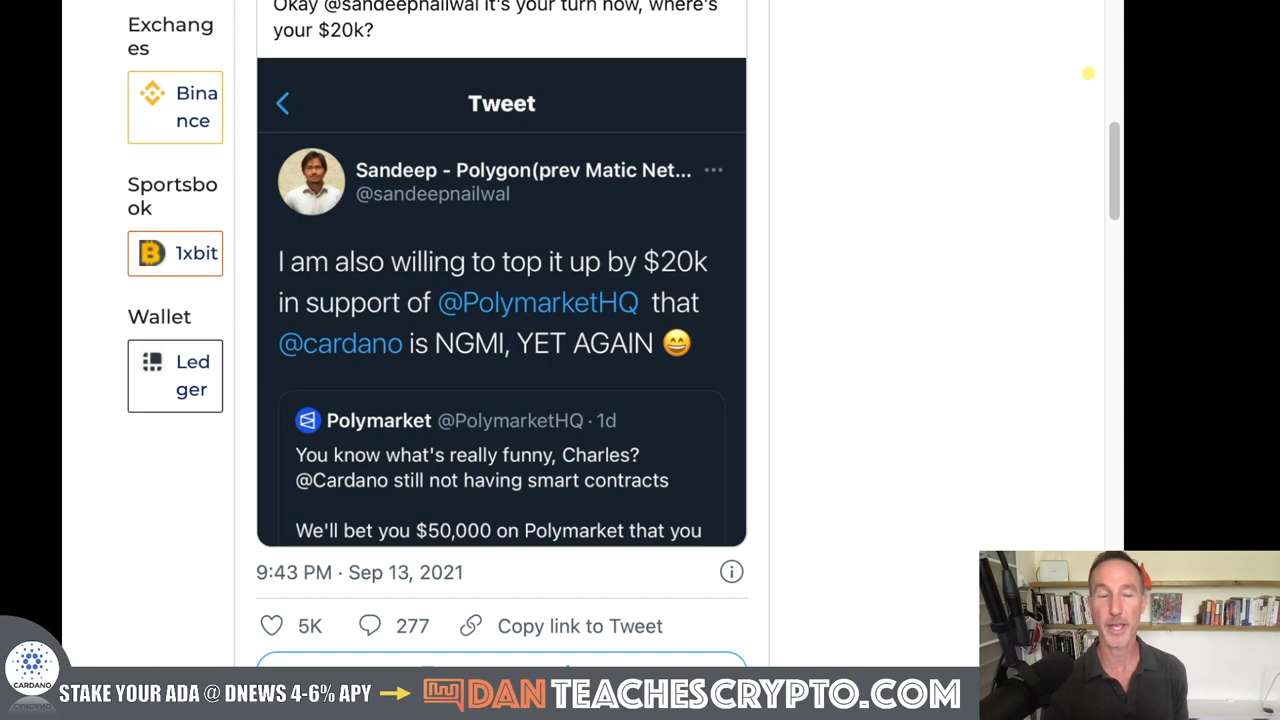 Exchang
es
Bina
nce
Sportsbo
ok
1xbit
Wallet
Led
ger
Okay @sandeepnailwal it's your turn now, where's
your $20k?
Tweet
Sandeep - Polygon(prev Matic Net...
@sandeepnailwal
I am also willing to top it up by $20k
in support of @PolymarketHQ that
@cardano is NGMI, YET AGAIN 😄
Polymarket @PolymarketHQ · 1d
You know what's really funny, Charles?
@Cardano still not having smart contracts
We'll bet you $50,000 on Polymarket that you
9:43 PM · Sep 13, 2021
5K
277
Copy link to Tweet
CARDANO
STAKE YOUR ADA @ DNEWS 4-6% APY
DANTEACHESCRYPTO.COM